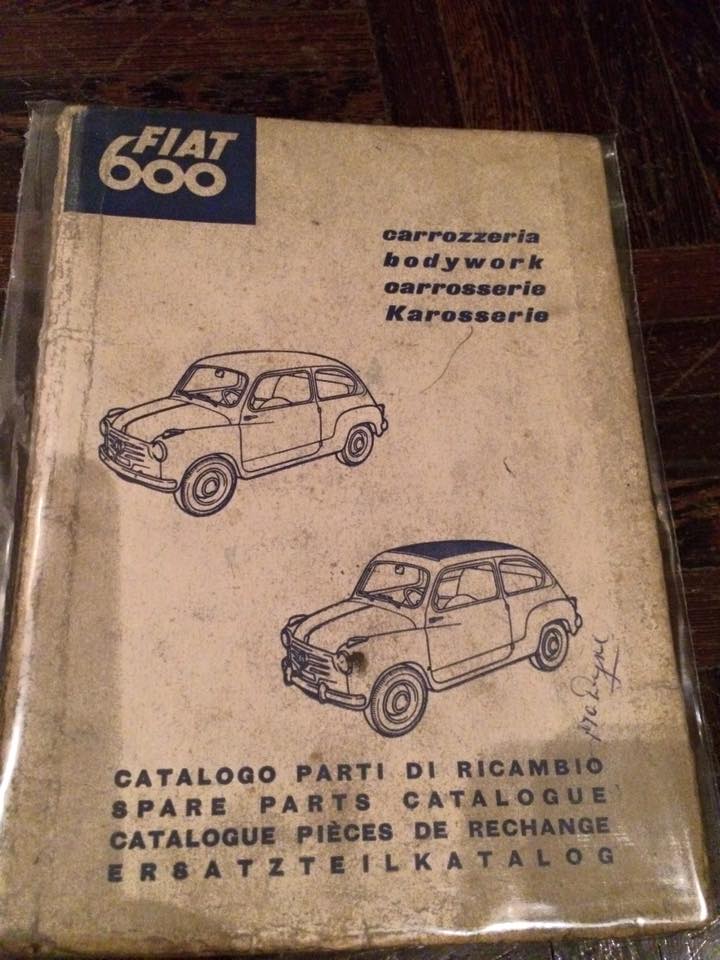 FIAT
600
carrozzeria
bodywork
carrosserie
Karosserie
CATALOGO PARTI DI RICAMBIO
SPARE PARTS CATALOGUE
CATALOGUE PIÈCES DE RECHANGE
ERSATZTEILKATALOG